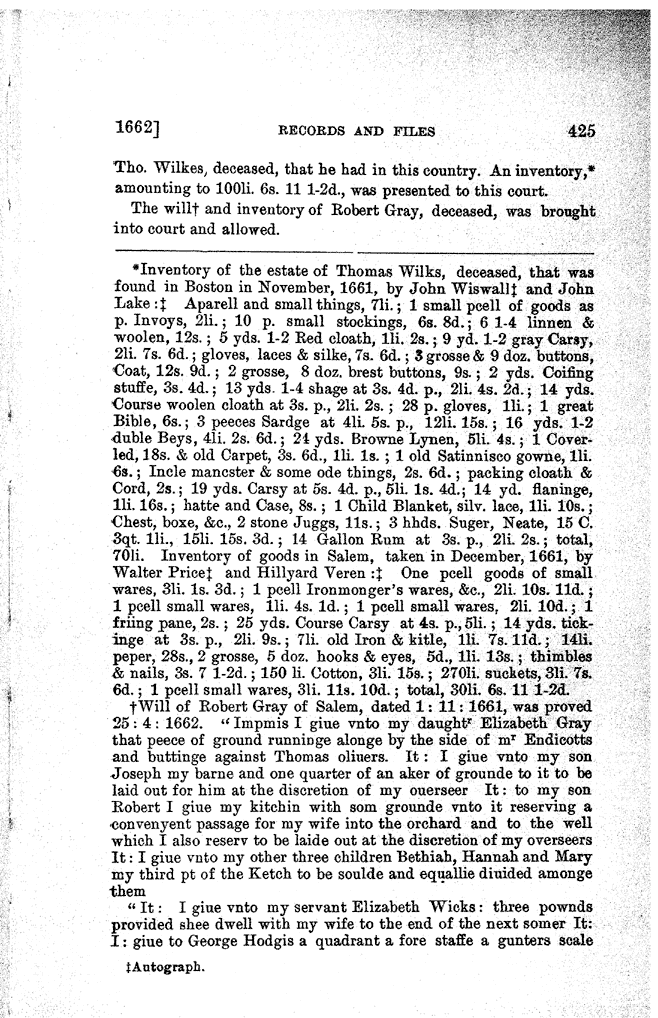 1662] RECORDS AND FILES 425
Tho. Wilkes, deceased, that he had in this country. An inventory,*
amounting to 100li. 6s. 11 1-2d., was presented to this court.
The will† and inventory of Robert Gray, deceased, was brought
into court and allowed.
*Inventory of the estate of Thomas Wilks, deceased, that was
found in Boston in November, 1661, by John Wiswall‡ and John
Lake:‡ Aparell and small things, 7li.; 1 small pcell of goods as
p. Invoys, 2li.; 10 p. small stockings, 6s. 8d.; 6 1-4 linnen &
woolen, 12s.; 5 yds. 1-2 Red cloath, 1li. 2s.; 9 yd. 1-2 gray Carsy,
2li. 7s. 6d.; gloves, laces & silke, 7s. 6d.; 3 grosse & 9 doz. buttons,
Coat, 12s. 9d.; 2 grosse, 8 doz. brest buttons, 9s.; 2 yds. Coifing
stuffe, 3s. 4d.; 13 yds. 1-4 shage at 3s. 4d. p., 2li. 4s. 2d.; 14 yds.
Course woolen cloath at 3s. p., 2li. 2s.; 28 p. gloves, 1li.; 1 great
Bible, 6s.; 3 peeces Sardge at 4li. 5s. p., 12li. 15s.; 16 yds. 1-2
duble Beys, 4li. 2s. 6d.; 24 yds. Browne Lynen, 5li. 4s.; 1 Cover-
led, 18s. & old Carpet, 3s. 6d., 1li. 1s.; 1 old Satinnisco gowne, 1li.
6s.; Incle mancster & some ode things, 2s. 6d.; packing cloath &
Cord, 2s.; 19 yds. Carsy at 5s. 4d. p., 5li. 1s. 4d.; 14 yd. flaninge,
1li. 16s.; hatte and Case, 8s.; 1 Child Blanket, silv. lace, 1li. 10s.;
Chest, boxe, &c., 2 stone Juggs, 11s.; 3 hhds. Suger, Neate, 15 C.
3qt. 1li., 15li. 15s. 3d.; 14 Gallon Rum at 3s. p., 2li. 2s.; total,
70li. Inventory of goods in Salem, taken in December, 1661, by
Walter Price‡ and Hillyard Veren:‡ One pcell goods of small
wares, 3li. 1s. 3d.; 1 pcell Ironmonger's wares, &c., 2li. 10s. 11d.;
1 pcell small wares, 1li. 4s. 1d.; 1 pcell small wares, 2li. 10d.; 1
friing pane, 2s.; 25 yds. Course Carsy at 4s. p., 5li.; 14 yds. tick-
inge at 3s. p., 2li. 9s.; 7li. old Iron & kitle, 1li. 7s. 11d.; 14li.
peper, 28s., 2 grosse, 5 doz. hooks & eyes, 5d., 1li. 13s.; thimbles
& nails, 3s. 7 1-2d.; 150 li. Cotton, 3li. 15s.; 270li. suckets, 3li. 7s.
6d.; 1 pcell small wares, 3li. 11s. 10d.; total, 30li. 6s. 11 1-2d.
†Will of Robert Gray of Salem, dated 1:11:1661, was proved
25:4:1662. "Impmis I giue vnto my daughtr Elizabeth Gray
that peece of ground runninge alonge by the side of mr Endicotts
and buttinge against Thomas oliuers. It: I giue vnto my son
Joseph my barne and one quarter of an aker of grounde to it to be
laid out for him at the discretion of my ouerseer It: to my son
Robert I giue my kitchin with som grounde vnto it reserving a
convenyent passage for my wife into the orchard and to the well
which I also reserv to be laide out at the discretion of my overseers
It: I giue vnto my other three children Bethiah, Hannah and Mary
my third pt of the Ketch to be soulde and equallie diuided amonge
them
"It: I giue vnto my servant Elizabeth Wicks: three pownds
provided shee dwell with my wife to the end of the next somer It:
I: giue to George Hodgis a quadrant a fore staffe a gunters scale
‡Autograph.